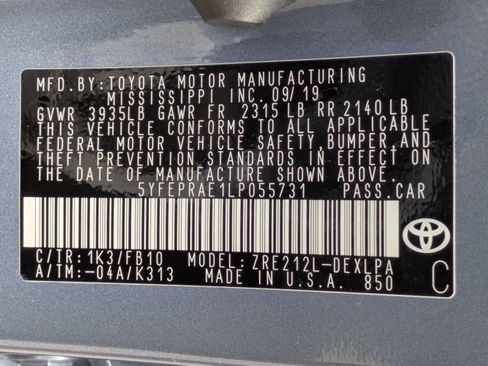 MFD.BY:TOYOTA MOTOR MANUFACTURING
MISSISSIPPI INC. 09/19
GVWR 3935LB GAWR FR 2315 LB RR 2140 LB
THIS VEHICLE CONFORMS TO ALL APPLICABLE
FEDERAL MOTOR VEHICLE SAFETY, BUMPER, AND
THEFT PREVENTION STANDARDS IN EFFECT ON
THE DATE OF MANUFACTURE SHOWN ABOVE.
5YFEPRAE1LP055731 PASS.CAR
C/TR: 1K3/FB10 MODEL: ZRE212L-DEXLPA
A/TM:-04A/K313 MADE IN U.S.A. 850
C